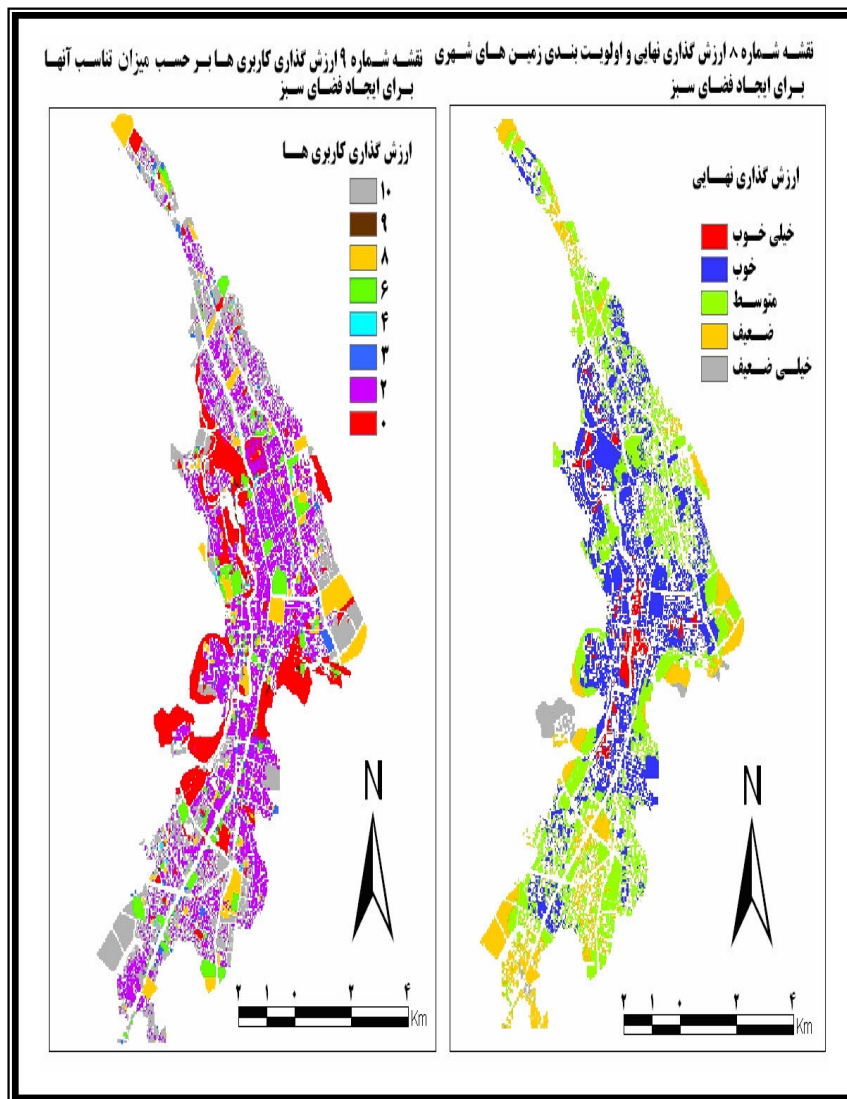 نقشه شماره ۸ ارزش گذاری نهایی و اولویت بندی زمین های شهری
برای ایجاد فضای سبز
ارزش گذاری نهایی
خیلی خوب
خوب
متوسط
ضعیف
خیلی ضعیف
N
۲ ۱ ۰ ۲ ۴
Km
نقشه شماره ۹ ارزش گذاری کاربری ها بر حسب میزان تناسب آنها
برای ایجاد فضای سبز
ارزش گذاری کاربری ها
۱۰
۹
۸
۶
۴
۳
۲
۰
N
۲ ۱ ۰ ۲ ۴
Km